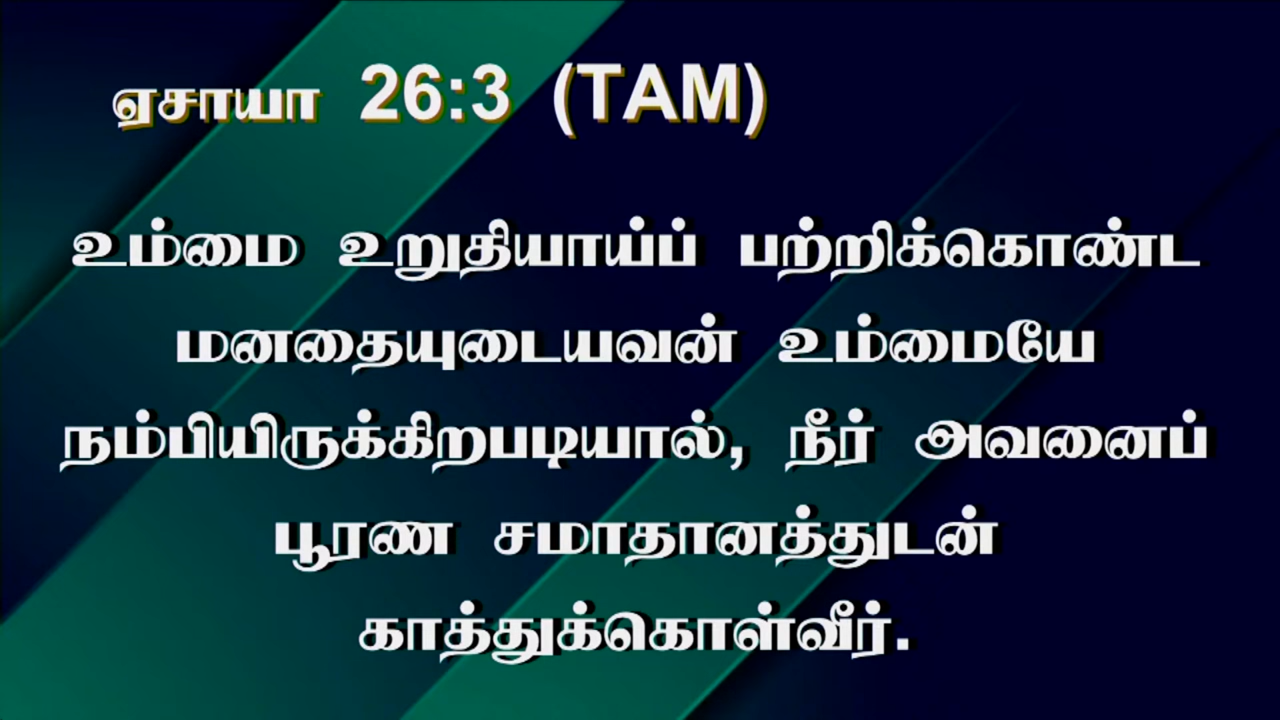 ஏசாயா 26:3 (TAM)
உம்மை உறுதியாய்ப் பற்றிக்கொண்ட
மனதையுடையவன் உம்மையே
நம்பியிருக்கிறபடியால், நீர் அவனைப்
பூரண சமாதானத்துடன்
காத்துக்கொள்வீர்.